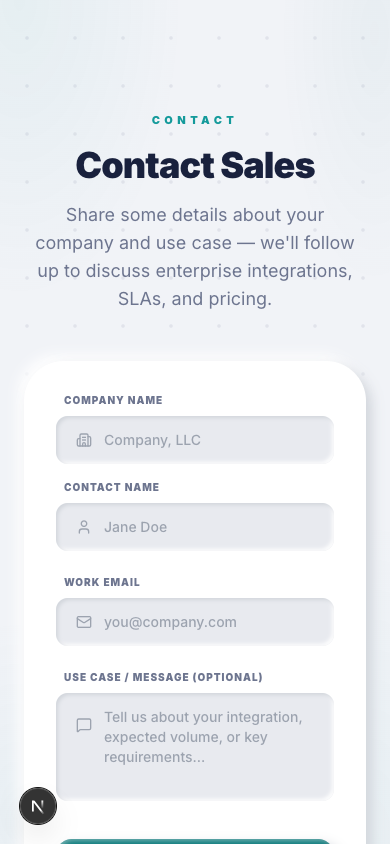 CONTACT
Contact Sales
Share some details about your
company and use case — we'll follow
up to discuss enterprise integrations,
SLAs, and pricing.
COMPANY NAME
Company, LLC
CONTACT NAME
Jane Doe
WORK EMAIL
you@company.com
USE CASE / MESSAGE (OPTIONAL)
Tell us about your integration,
expected volume, or key
requirements...
N